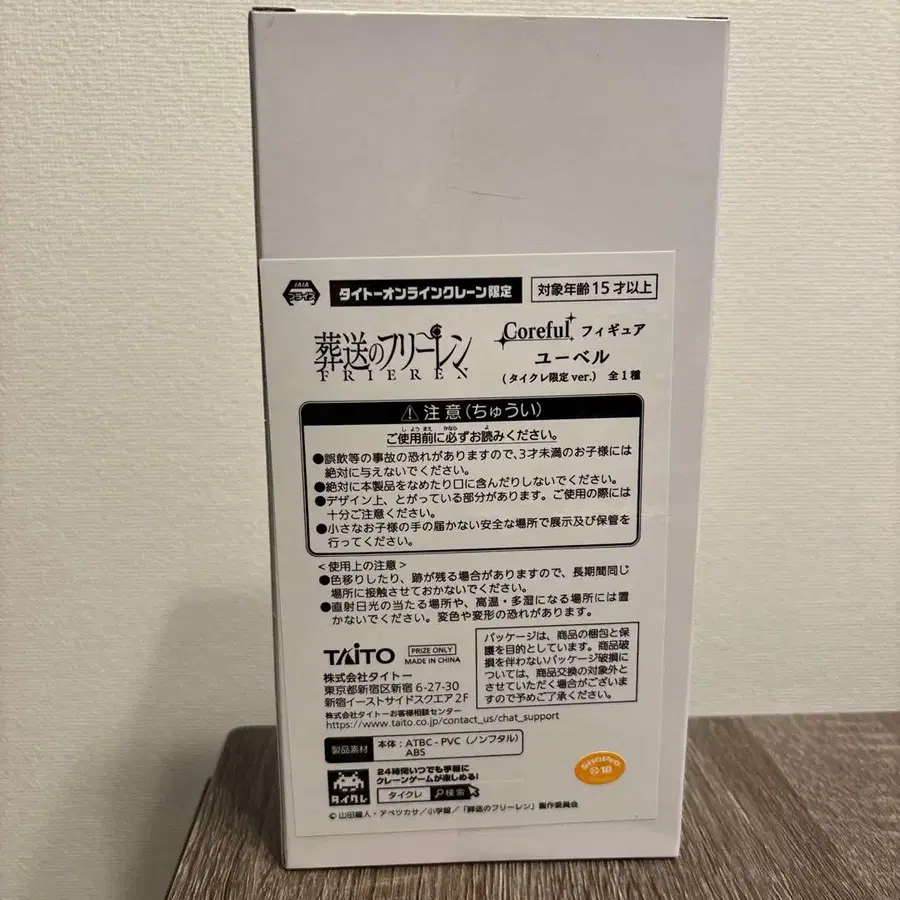 JAIA
プライズ
タイトーオンラインクレーン限定
対象年齢15才以上
葬送のフリーレン
FRIEREN
Coreful フィギュア
ユーベル
(タイクレ限定 ver.) 全1種
⚠注意(ちゅうい)
ご使用前に必ずお読みください。
●誤飲等の事故の恐れがありますので、3才未満のお子様には
絶対に与えないでください。
●絶対に本製品をなめたり口に含んだりしないでください。
●デザイン上、とがっている部分があります。ご使用の際には
十分ご注意ください。
●小さなお子様の手の届かない安全な場所で展示及び保管を
行ってください。
<使用上の注意>
●色移りしたり、跡が残る場合がありますので、長期間同じ
場所に接触させておかないでください。
●直射日光の当たる場所や、高温・多湿になる場所には置
かないでください。変色や変形の恐れがあります。
TAITO
PRIZE ONLY
MADE IN CHINA
株式会社タイトー
東京都新宿区新宿 6-27-30
新宿イーストサイドスクエア 2F
株式会社タイトーお客様相談センター
https://www.taito.co.jp/contact_us/chat_support
パッケージは、商品の梱包と保
護を目的としています。商品破
損を伴わないパッケージ破損に
ついては、商品交換の対象外と
させていただく場合がございま
すので予めご了承ください。
製品素材
本体:ATBC-PVC(ノンフタル)
ABS
タイクレ
24時間いつでも手軽に
クレーンゲームが楽しめる!
タイクレ 検索
ShoPro
© 山田鐘人・アベツカサ/小学館/「葬送のフリーレン」製作委員会